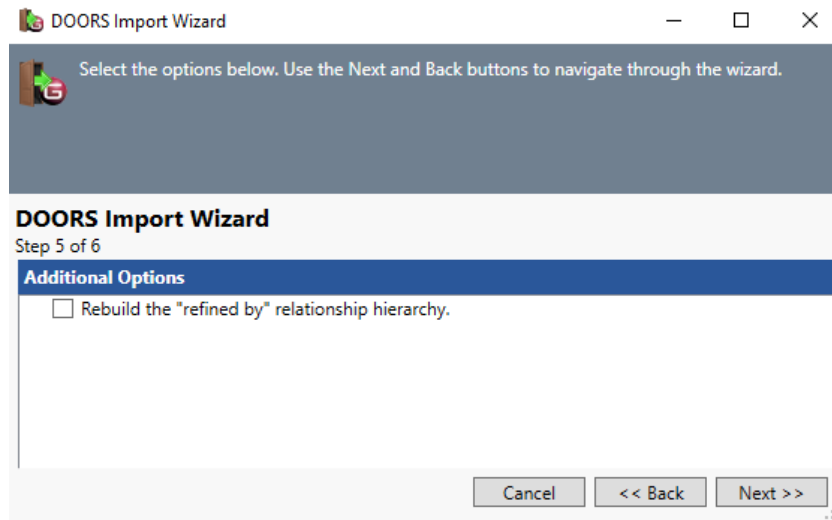 DOORS Import Wizard
Select the options below. Use the Next and Back buttons to navigate through the wizard.
DOORS Import Wizard
Step 5 of 6
Additional Options
Rebuild the "refined by" relationship hierarchy.
Cancel
<< Back
Next >>